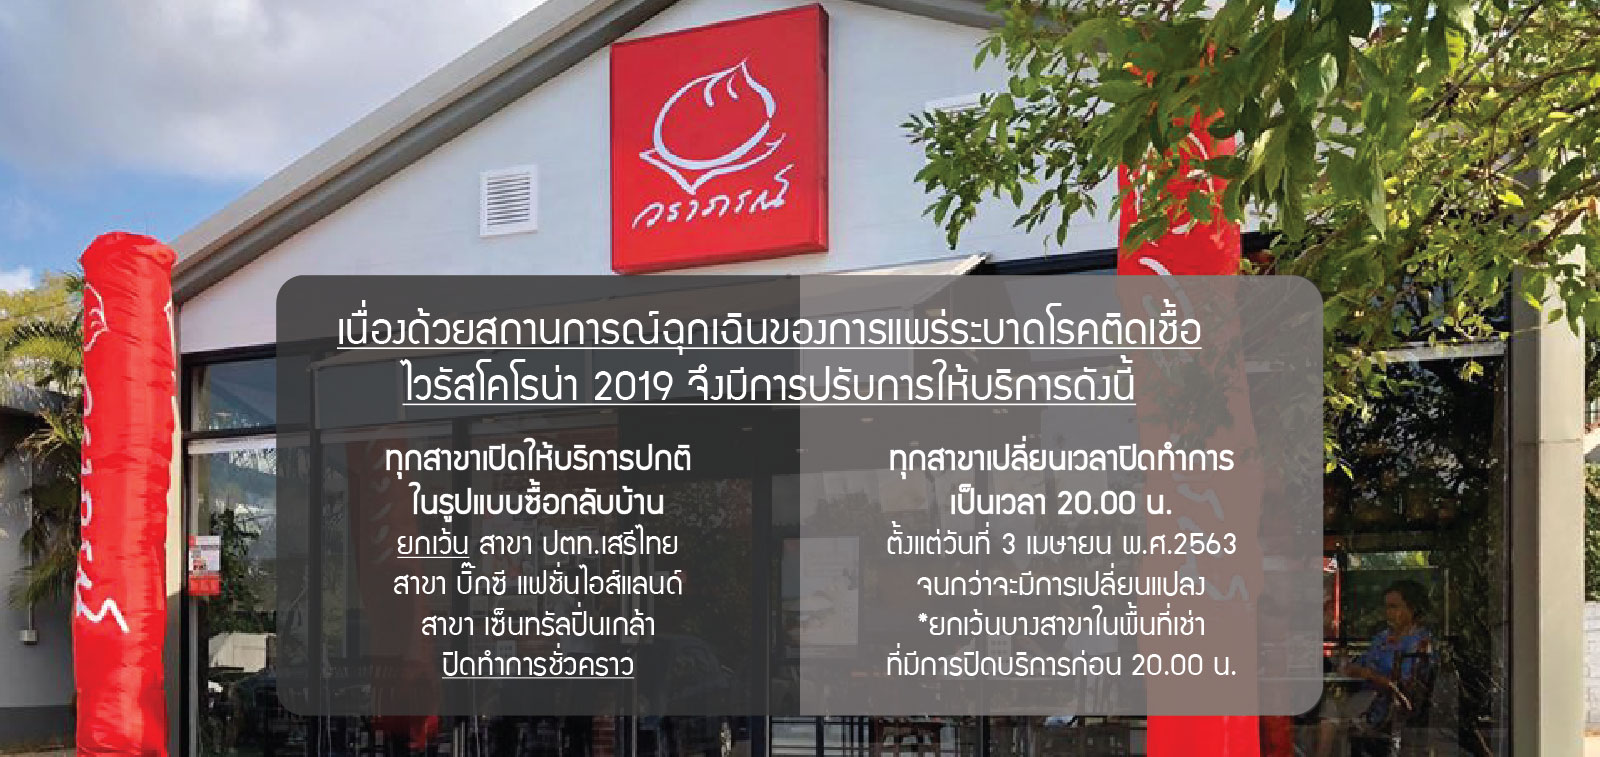 วราภรณ์
เนื่องด้วยสถานการณ์ฉุกเฉินของการแพร่ระบาดโรคติดเชื้อ
ไวรัสโคโรน่า 2019 จึงมีการปรับการให้บริการดังนี้
ทุกสาขาเปิดให้บริการปกติ
ในรูปแบบซื้อกลับบ้าน
ยกเว้น สาขา ปตท.เสรีไทย
สาขา บิ๊กซี แฟชั่นไอส์แลนด์
สาขา เซ็นทรัลปิ่นเกล้า
ปิดทำการชั่วคราว
ทุกสาขาเปลี่ยนเวลาปิดทำการ
เป็นเวลา 20.00 น.
ตั้งแต่วันที่ 3 เมษายน พ.ศ.2563
จนกว่าจะมีการเปลี่ยนแปลง
*ยกเว้นบางสาขาในพื้นที่เช่า
ที่มีการปิดบริการก่อน 20.00 น.